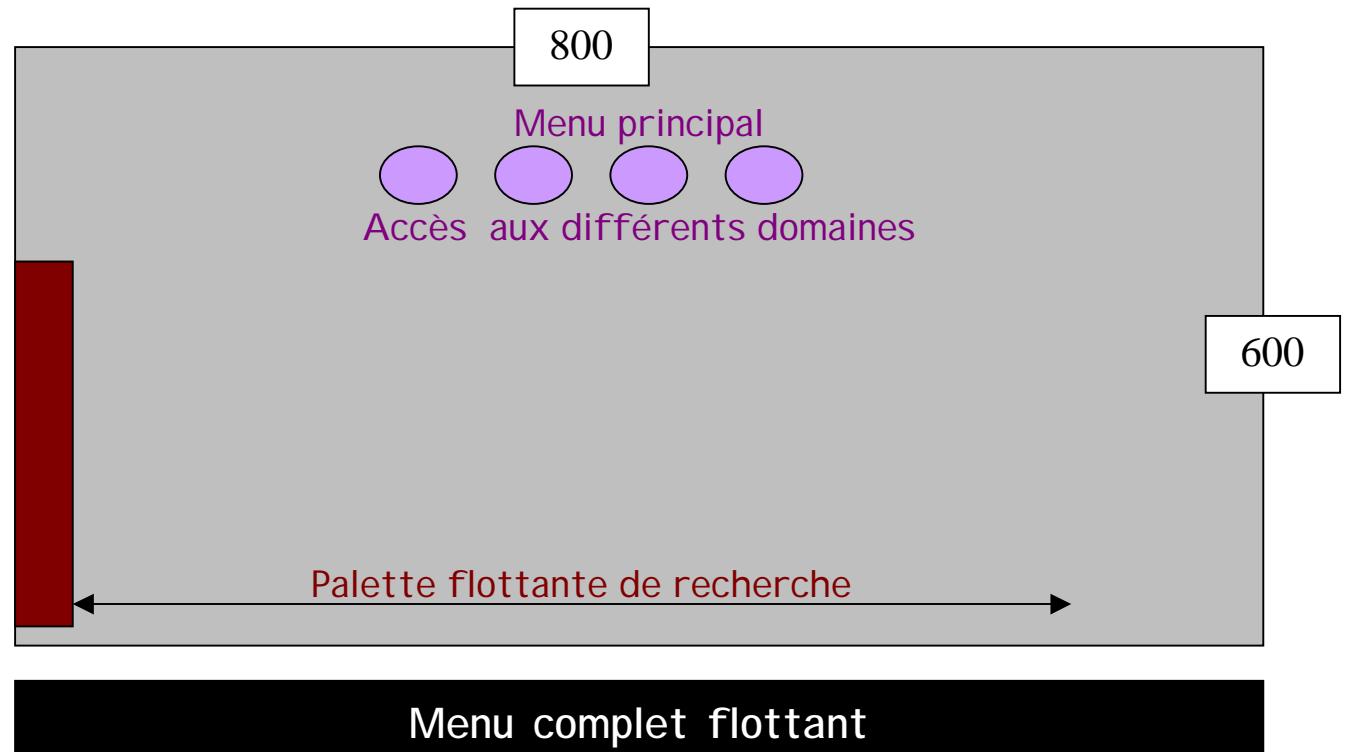 800
Menu principal
Accès aux différents domaines
600
Palette flottante de recherche
Menu complet flottant